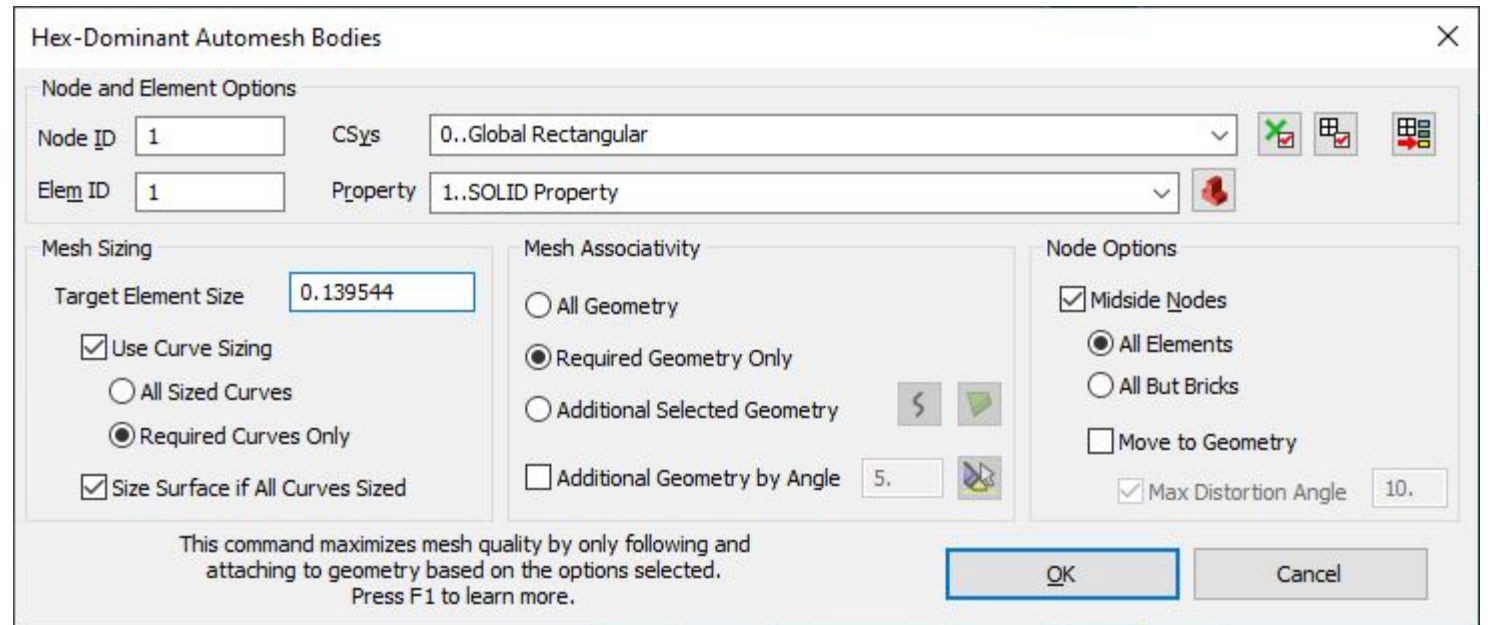 Hex-Dominant Automesh Bodies
Node and Element Options
Node ID 1 CSys 0..Global Rectangular
Elem ID 1 Property 1..SOLID Property
Mesh Sizing
Target Element Size 0.139544
Use Curve Sizing
All Sized Curves
Required Curves Only
Size Surface if All Curves Sized
Mesh Associativity
All Geometry
Required Geometry Only
Additional Selected Geometry
Additional Geometry by Angle 5.
Node Options
Midside Nodes
All Elements
All But Bricks
Move to Geometry
Max Distortion Angle 10.
This command maximizes mesh quality by only following and
attaching to geometry based on the options selected.
Press F1 to learn more.
OK Cancel